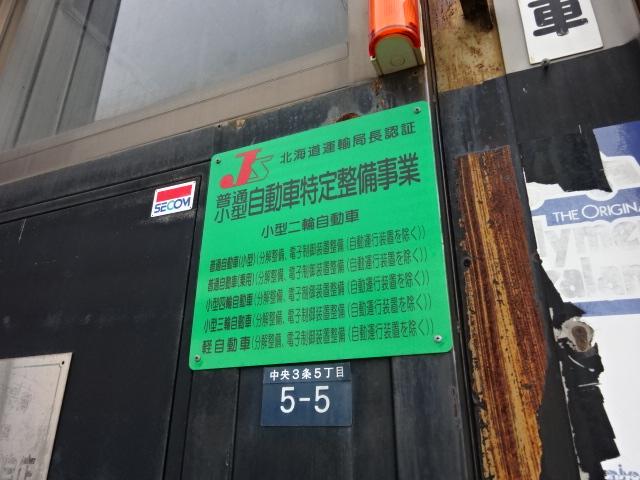 車
JS 北海道運輸局長認証
普通
小型 自動車特定整備事業
小型二輪自動車
普通自動車(小型)(分解整備、電子制御装置整備(自動運行装置を除く))
普通自動車(乗用)(分解整備、電子制御装置整備(自動運行装置を除く))
小型四輪自動車(分解整備、電子制御装置整備(自動運行装置を除く))
小型三輪自動車(分解整備、電子制御装置整備(自動運行装置を除く))
軽自動車(分解整備、電子制御装置整備(自動運行装置を除く))
SECOM
中央3条5丁目
5-5
THE ORIGINA